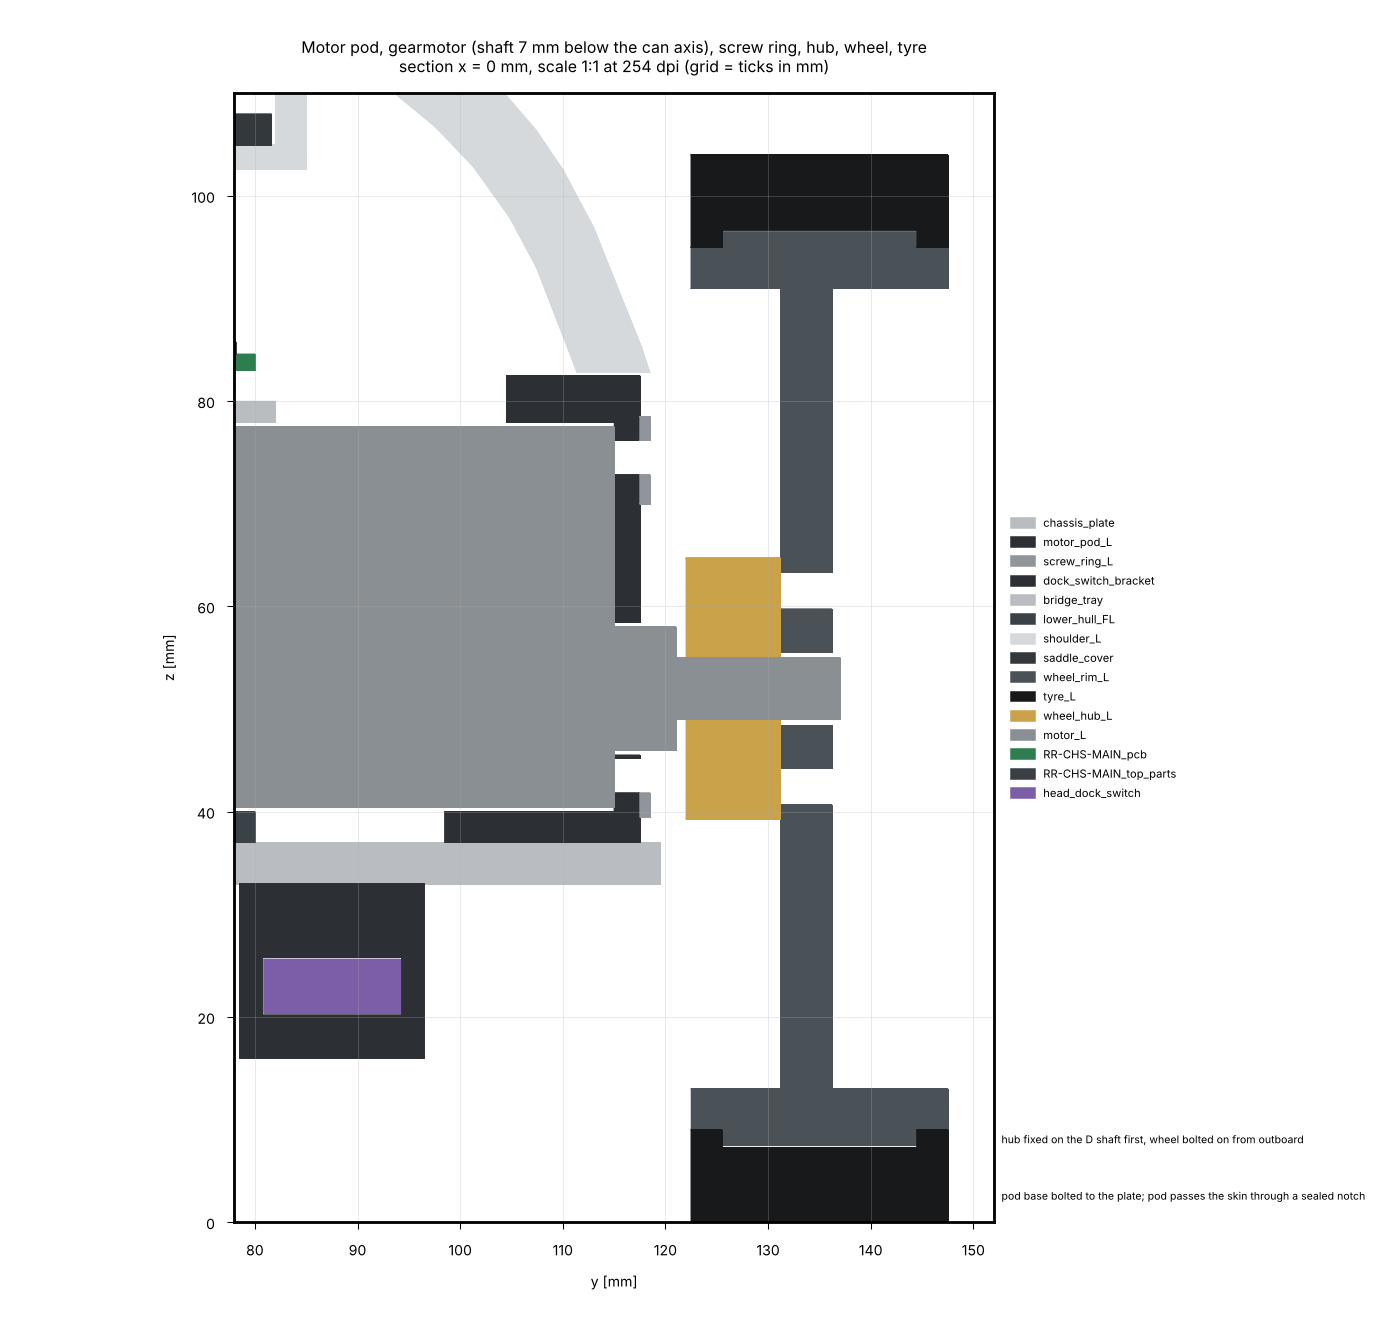 Motor pod, gearmotor (shaft 7 mm below the can axis), screw ring, hub, wheel, tyre
section x = 0 mm, scale 1:1 at 254 dpi (grid = ticks in mm)
100
80
60
40
20
0
z [mm]
80 90 100 110 120 130 140 150
y [mm]
chassis_plate
motor_pod_L
screw_ring_L
dock_switch_bracket
bridge_tray
lower_hull_FL
shoulder_L
saddle_cover
wheel_rim_L
tyre_L
wheel_hub_L
motor_L
RR-CHS-MAIN_pcb
RR-CHS-MAIN_top_parts
head_dock_switch
hub fixed on the D shaft first, wheel bolted on from outboard
pod base bolted to the plate; pod passes the skin through a sealed notch